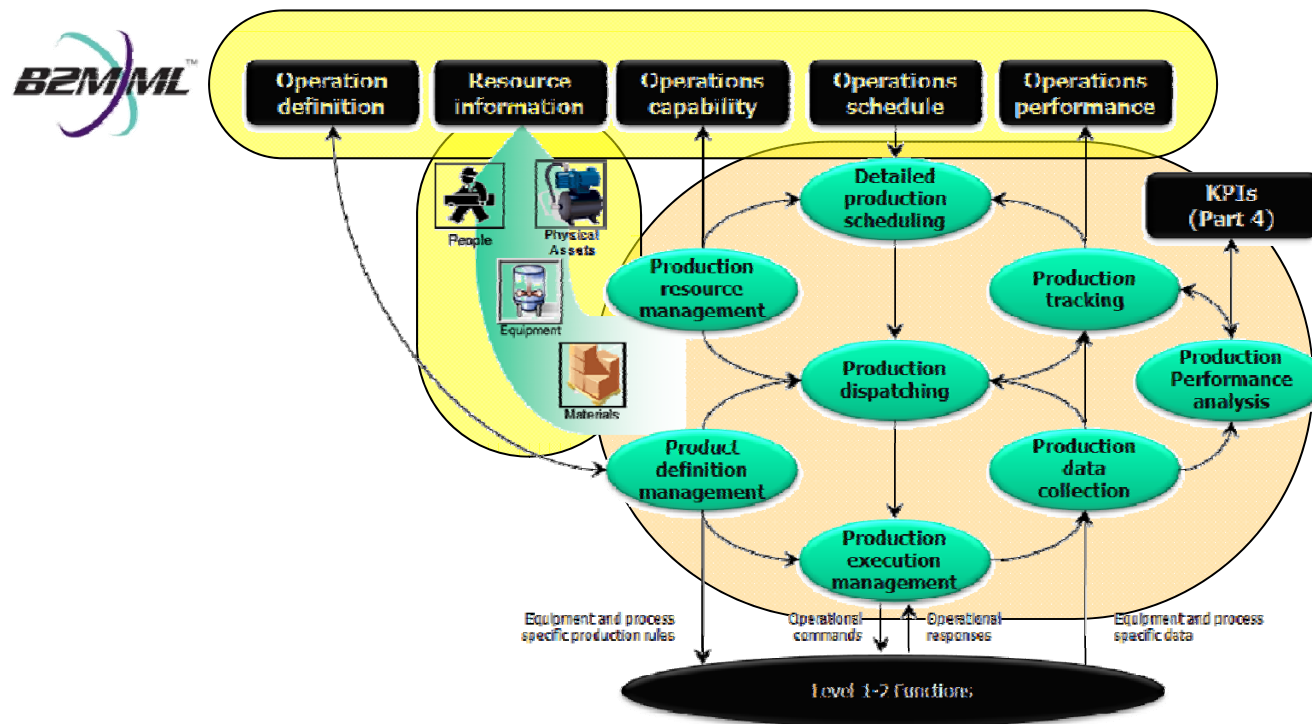 B2MML™
Operation
definition
Resource
information
Operations
capability
Operations
schedule
Operations
performance
Detailed
production
scheduling
KPIs
(Part 4)
People
Physical
Assets
Production
resource
management
Production
tracking
Equipment
Production
dispatching
Production
Performance
analysis
Materials
Product
definition
management
Production
data
collection
Production
execution
management
Equipment and process
specific production rules
Operational
commands
Operational
responses
Equipment and process
specific data
Level 1-2 Functions